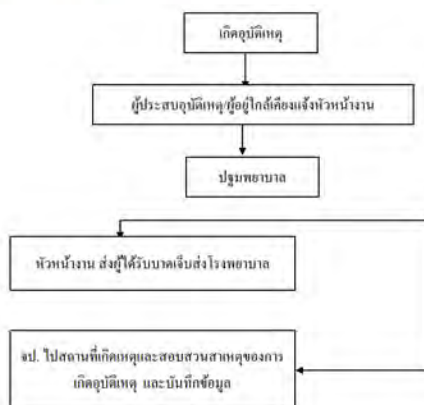 เกิดอุบัติเหตุ
ผู้ประสบอุบัติเหตุ/ผู้อยู่ใกล้เคียงแจ้งหัวหน้างาน
ปฐมพยาบาล
หัวหน้างาน ส่งผู้ได้รับบาดเจ็บส่งโรงพยาบาล
จป. ไปสถานที่เกิดเหตุและสอบสวนสาเหตุของการ
เกิดอุบัติเหตุ และบันทึกข้อมูล